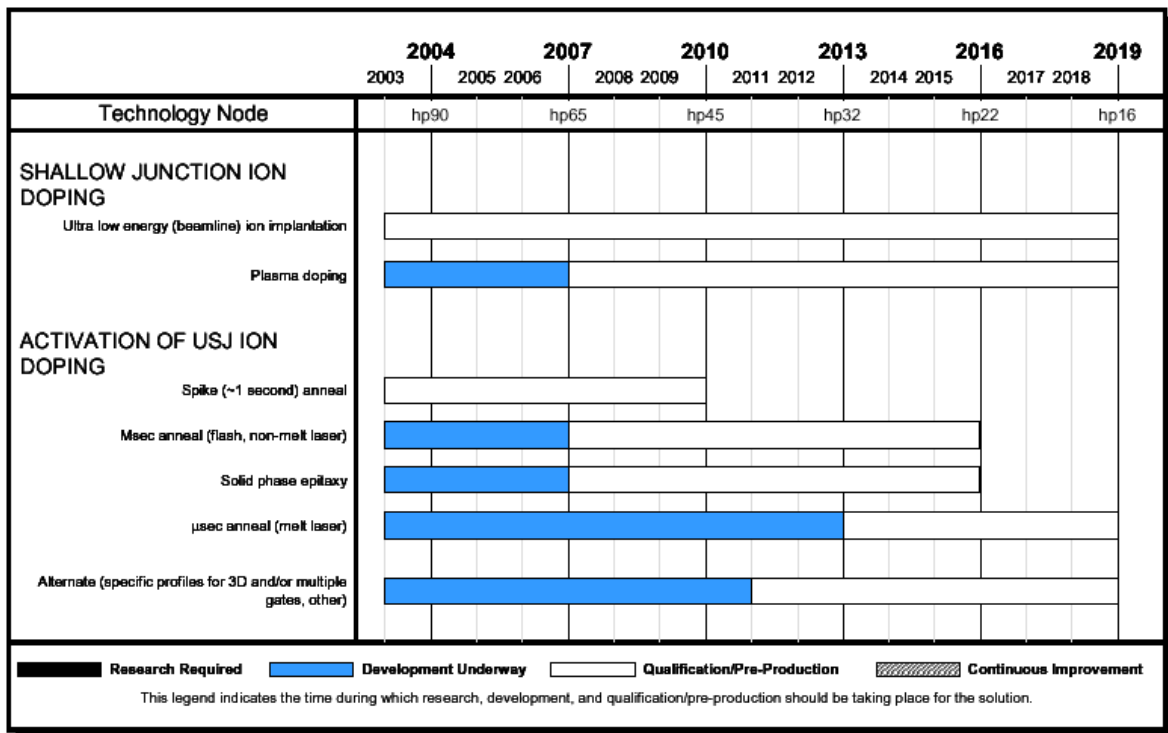 2004 2007 2010 2013 2016 2019
2003 2005 2006 2008 2009 2011 2012 2014 2015 2017 2018
Technology Node hp90 hp65 hp45 hp32 hp22 hp16
SHALLOW JUNCTION ION
DOPING
Ultra low energy (beamline) ion implantation
Plasma doping
ACTIVATION OF USJ ION
DOPING
Spike (~1 second) anneal
Msec anneal (flash, non-melt laser)
Solid phase epitaxy
µsec anneal (melt laser)
Alternate (specific profiles for 3D and/or multiple
gates, other)
Research Required Development Underway Qualification/Pre-Production Continuous Improvement
This legend indicates the time during which research, development, and qualification/pre-production should be taking place for the solution.